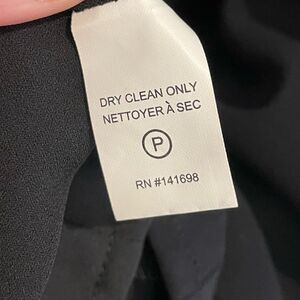 DRY CLEAN ONLY
NETTOYER À SEC
P
RN #141698